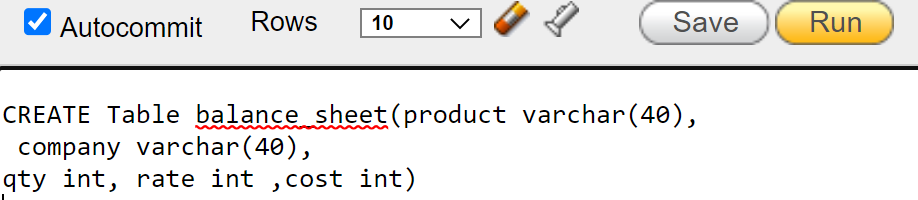 Autocommit Rows 10 Save Run
CREATE Table balance_sheet(product varchar(40),
company varchar(40),
qty int, rate int ,cost int)